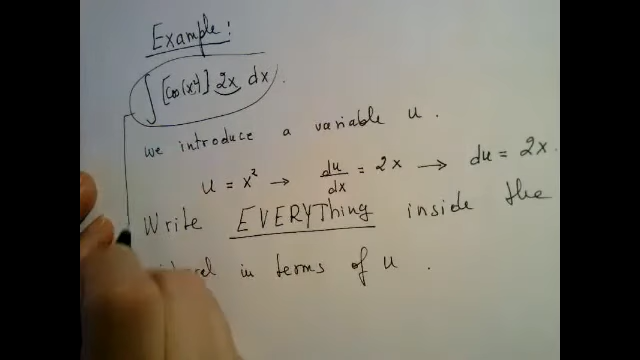 Example:
∫ [cos(x²)] 2x dx.
we introduce a variable u.
u = x² → du/dx = 2x → du = 2x.
Write EVERYThing inside the
in terms of u.